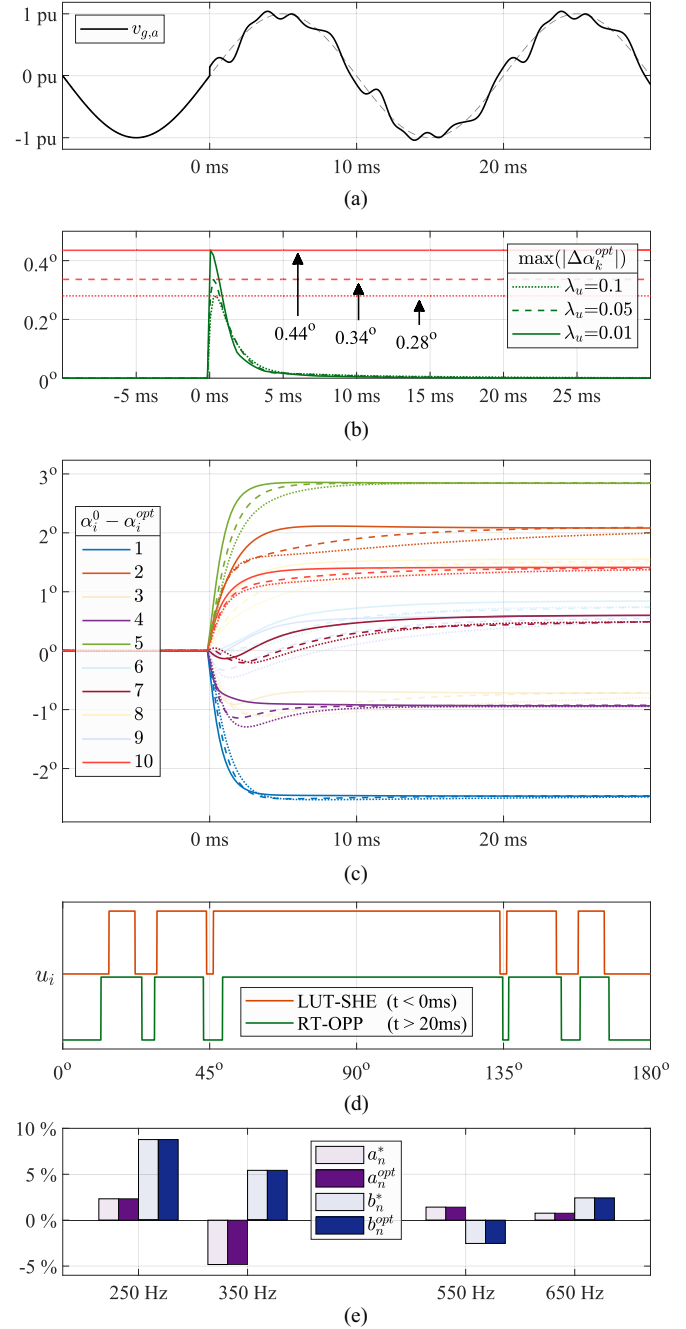 1 pu
0 pu
-1 pu
v_{g,a}
0 ms 10 ms 20 ms
(a)
0.4°
0.2°
0°
0.44°
0.34°
0.28°
max(|Δα_k^{opt}|)
λ_u=0.1
λ_u=0.05
λ_u=0.01
-5 ms 0 ms 5 ms 10 ms 15 ms 20 ms 25 ms
(b)
3°
2°
1°
0°
-1°
-2°
α_i^0 − α_i^{opt}
1
2
3
4
5
6
7
8
9
10
0 ms 10 ms 20 ms
(c)
u_i
LUT-SHE (t < 0ms)
RT-OPP (t > 20ms)
0° 45° 90° 135° 180°
(d)
10 %
5 %
0 %
-5 %
a_n^*
a_n^{opt}
b_n^*
b_n^{opt}
250 Hz 350 Hz 550 Hz 650 Hz
(e)